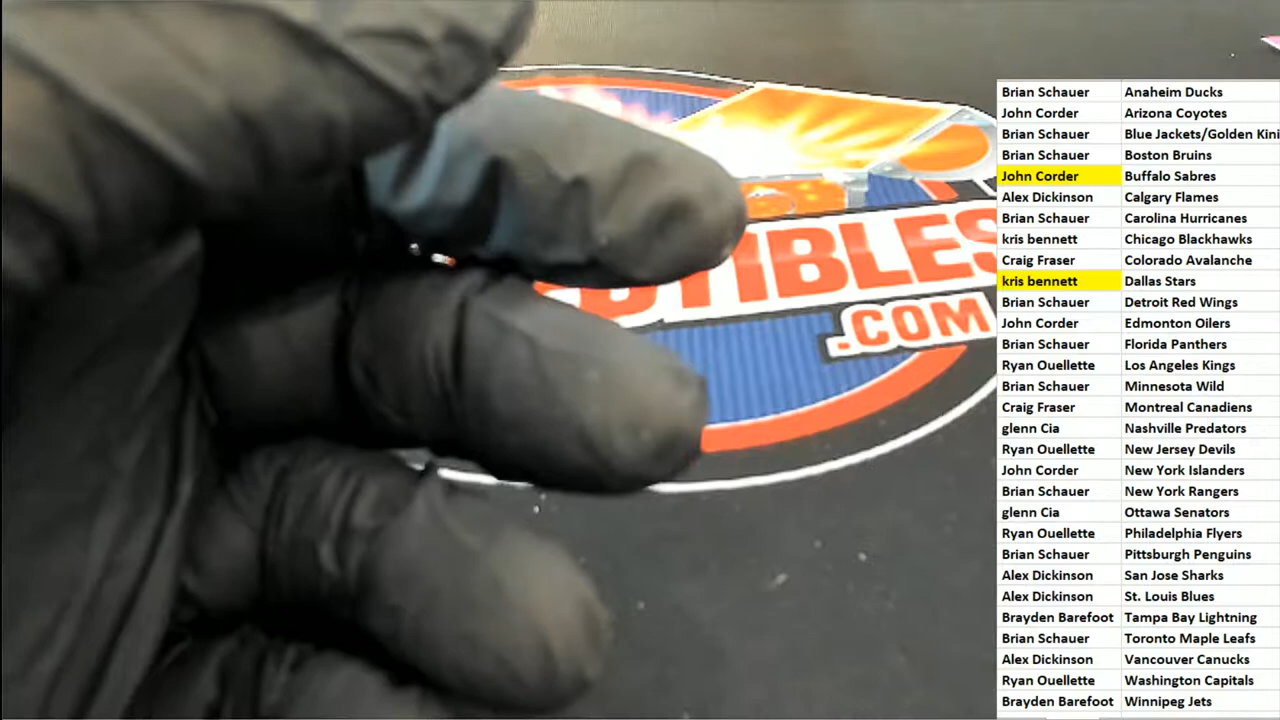 TIBLES
.COM
Brian Schauer Anaheim Ducks
John Corder Arizona Coyotes
Brian Schauer Blue Jackets/Golden Kini
Brian Schauer Boston Bruins
John Corder Buffalo Sabres
Alex Dickinson Calgary Flames
Brian Schauer Carolina Hurricanes
kris bennett Chicago Blackhawks
Craig Fraser Colorado Avalanche
kris bennett Dallas Stars
Brian Schauer Detroit Red Wings
John Corder Edmonton Oilers
Brian Schauer Florida Panthers
Ryan Ouellette Los Angeles Kings
Brian Schauer Minnesota Wild
Craig Fraser Montreal Canadiens
glenn Cia Nashville Predators
Ryan Ouellette New Jersey Devils
John Corder New York Islanders
Brian Schauer New York Rangers
glenn Cia Ottawa Senators
Ryan Ouellette Philadelphia Flyers
Brian Schauer Pittsburgh Penguins
Alex Dickinson San Jose Sharks
Alex Dickinson St. Louis Blues
Brayden Barefoot Tampa Bay Lightning
Brian Schauer Toronto Maple Leafs
Alex Dickinson Vancouver Canucks
Ryan Ouellette Washington Capitals
Brayden Barefoot Winnipeg Jets